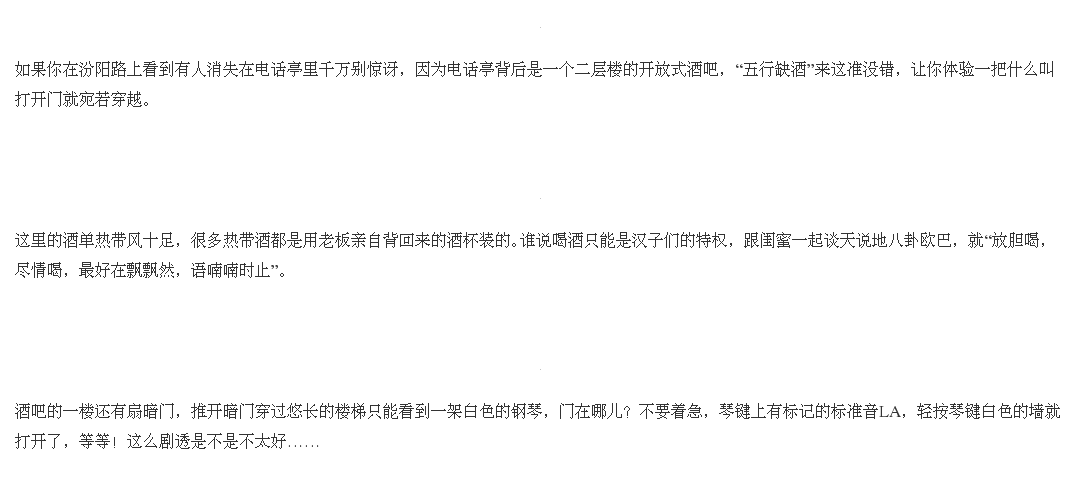 如果你在汾阳路上看到有人消失在电话亭里千万别惊讶，因为电话亭背后是一个二层楼的开放式酒吧，“五行缺酒”来这准没错，让你体验一把什么叫
打开门就宛若穿越。
这里的酒单热带风十足，很多热带酒都是用老板亲自背回来的酒杯装的。谁说喝酒只能是汉子们的特权，跟闺蜜一起谈天说地八卦欧巴，就“放胆喝，
尽情喝，最好在飘飘然，语喃喃时止”。
酒吧的一楼还有扇暗门，推开暗门穿过悠长的楼梯只能看到一架白色的钢琴，门在哪儿？不要着急，琴键上有标记的标准音LA，轻按琴键白色的墙就
打开了，等等！这么剧透是不是不太好……